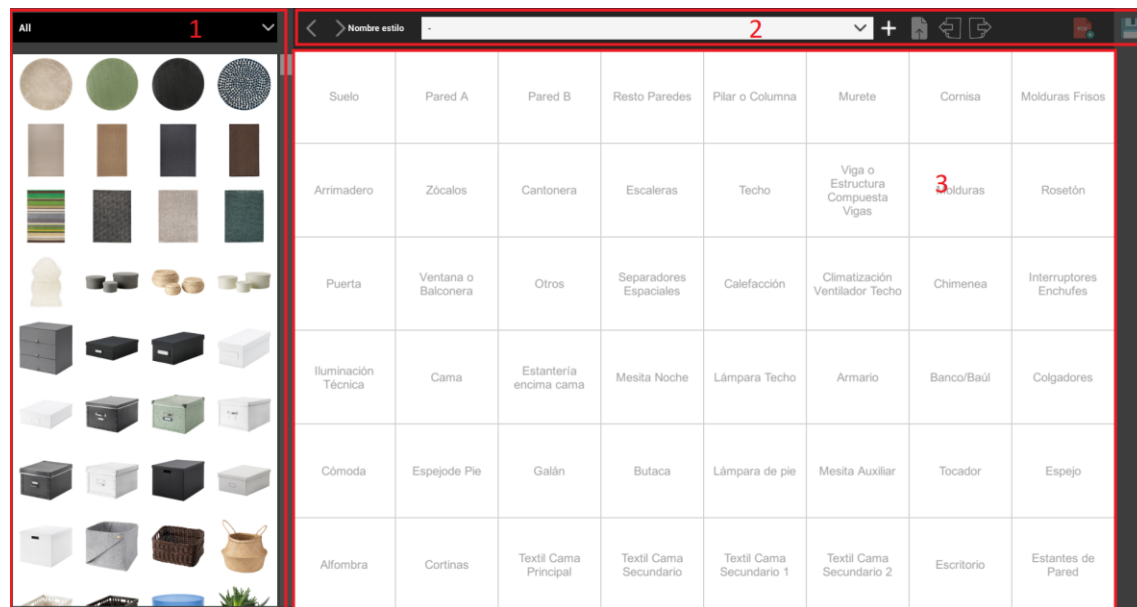 All
1
Nombre estilo
-
2
Suelo
Pared A
Pared B
Resto Paredes
Pilar o Columna
Murete
Cornisa
Molduras Frisos
Arrimadero
Zócalos
Cantonera
Escaleras
Techo
Viga o
Estructura
Compuesta
Vigas
3
Molduras
Rosetón
Puerta
Ventana o
Balconera
Otros
Separadores
Espaciales
Calefacción
Climatización
Ventilador Techo
Chimenea
Interruptores
Enchufes
Iluminación
Técnica
Cama
Estantería
encima cama
Mesita Noche
Lámpara Techo
Armario
Banco/Baúl
Colgadores
Cómoda
Espejode Pie
Galán
Butaca
Lámpara de pie
Mesita Auxiliar
Tocador
Espejo
Alfombra
Cortinas
Textil Cama
Principal
Textil Cama
Secundario
Textil Cama
Secundario 1
Textil Cama
Secundario 2
Escritorio
Estantes de
Pared